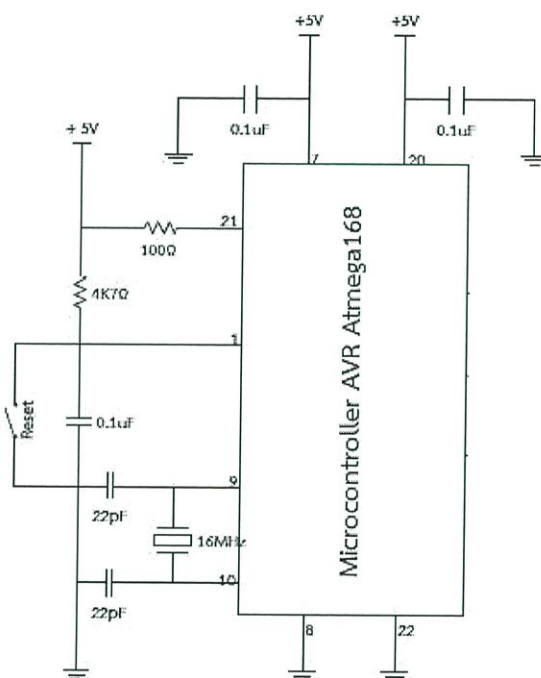 +5V
+5V
0.1uF
0.1uF
+ 5V
7
20
21
100Ω
4K7Ω
1
Reset
0.1uF
9
22pF
16MHz
10
22pF
8
22
Microcontroller AVR Atmega168